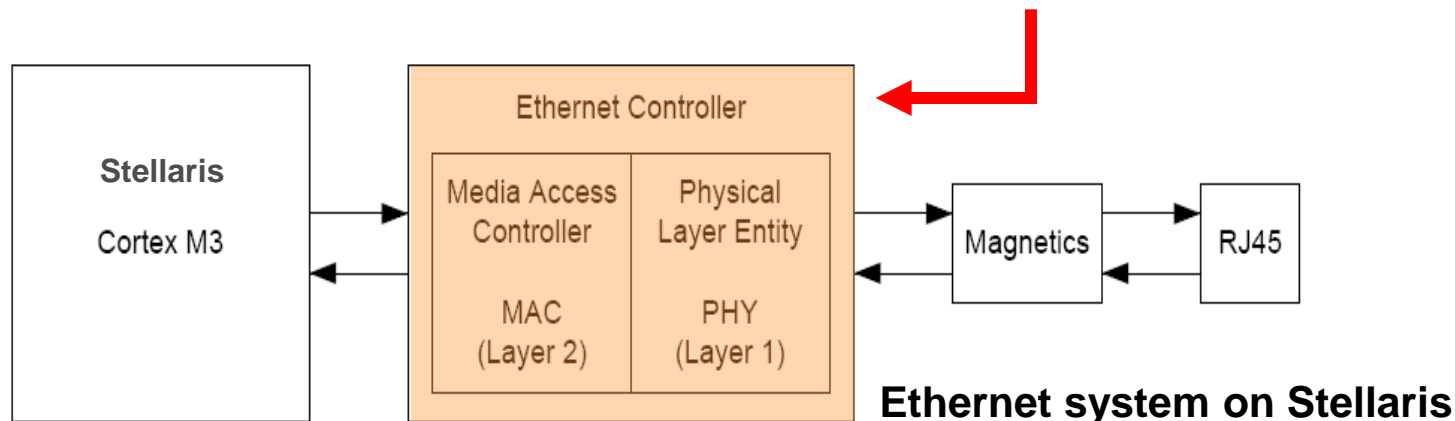 Stellaris
Cortex M3
Ethernet Controller
Media Access
Controller
MAC
(Layer 2)
Physical
Layer Entity
PHY
(Layer 1)
Magnetics
RJ45
Ethernet system on Stellaris